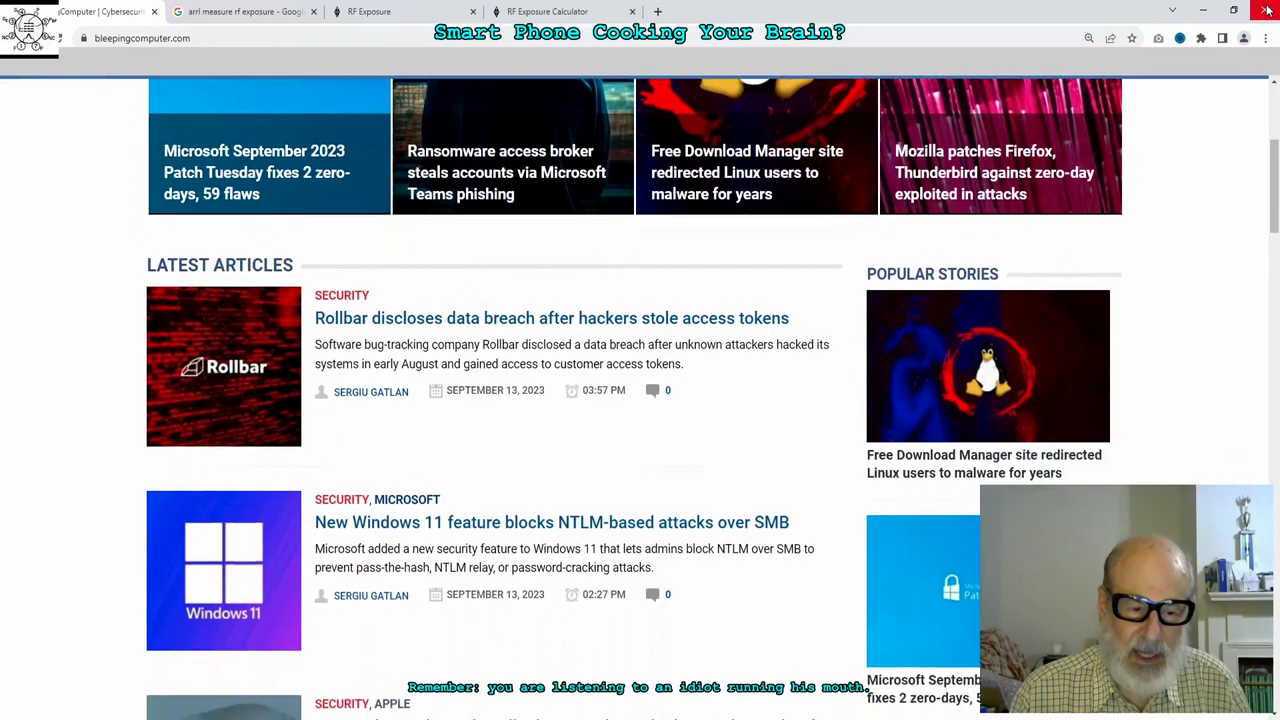 Computer | Cybersecurity
arrl measure rf exposure - Google
RF Exposure
RF Exposure Calculator
Smart Phone Cooking Your Brain?
bleepingcomputer.com
Microsoft September 2023
Patch Tuesday fixes 2 zero-
days, 59 flaws
Ransomware access broker
steals accounts via Microsoft
Teams phishing
Free Download Manager site
redirected Linux users to
malware for years
Mozilla patches Firefox,
Thunderbird against zero-day
exploited in attacks
LATEST ARTICLES
Rollbar
SECURITY
Rollbar discloses data breach after hackers stole access tokens
Software bug-tracking company Rollbar disclosed a data breach after unknown attackers hacked its
systems in early August and gained access to customer access tokens.
SERGIU GATLAN SEPTEMBER 13, 2023 03:57 PM 0
Windows 11
SECURITY, MICROSOFT
New Windows 11 feature blocks NTLM-based attacks over SMB
Microsoft added a new security feature to Windows 11 that lets admins block NTLM over SMB to
prevent pass-the-hash, NTLM relay, or password-cracking attacks.
SERGIU GATLAN SEPTEMBER 13, 2023 02:27 PM 0
SECURITY, APPLE
POPULAR STORIES
Free Download Manager site redirected
Linux users to malware for years
Microsoft Septem
fixes 2 zero-days, 5
Remember: you are listening to an idiot running his mouth.